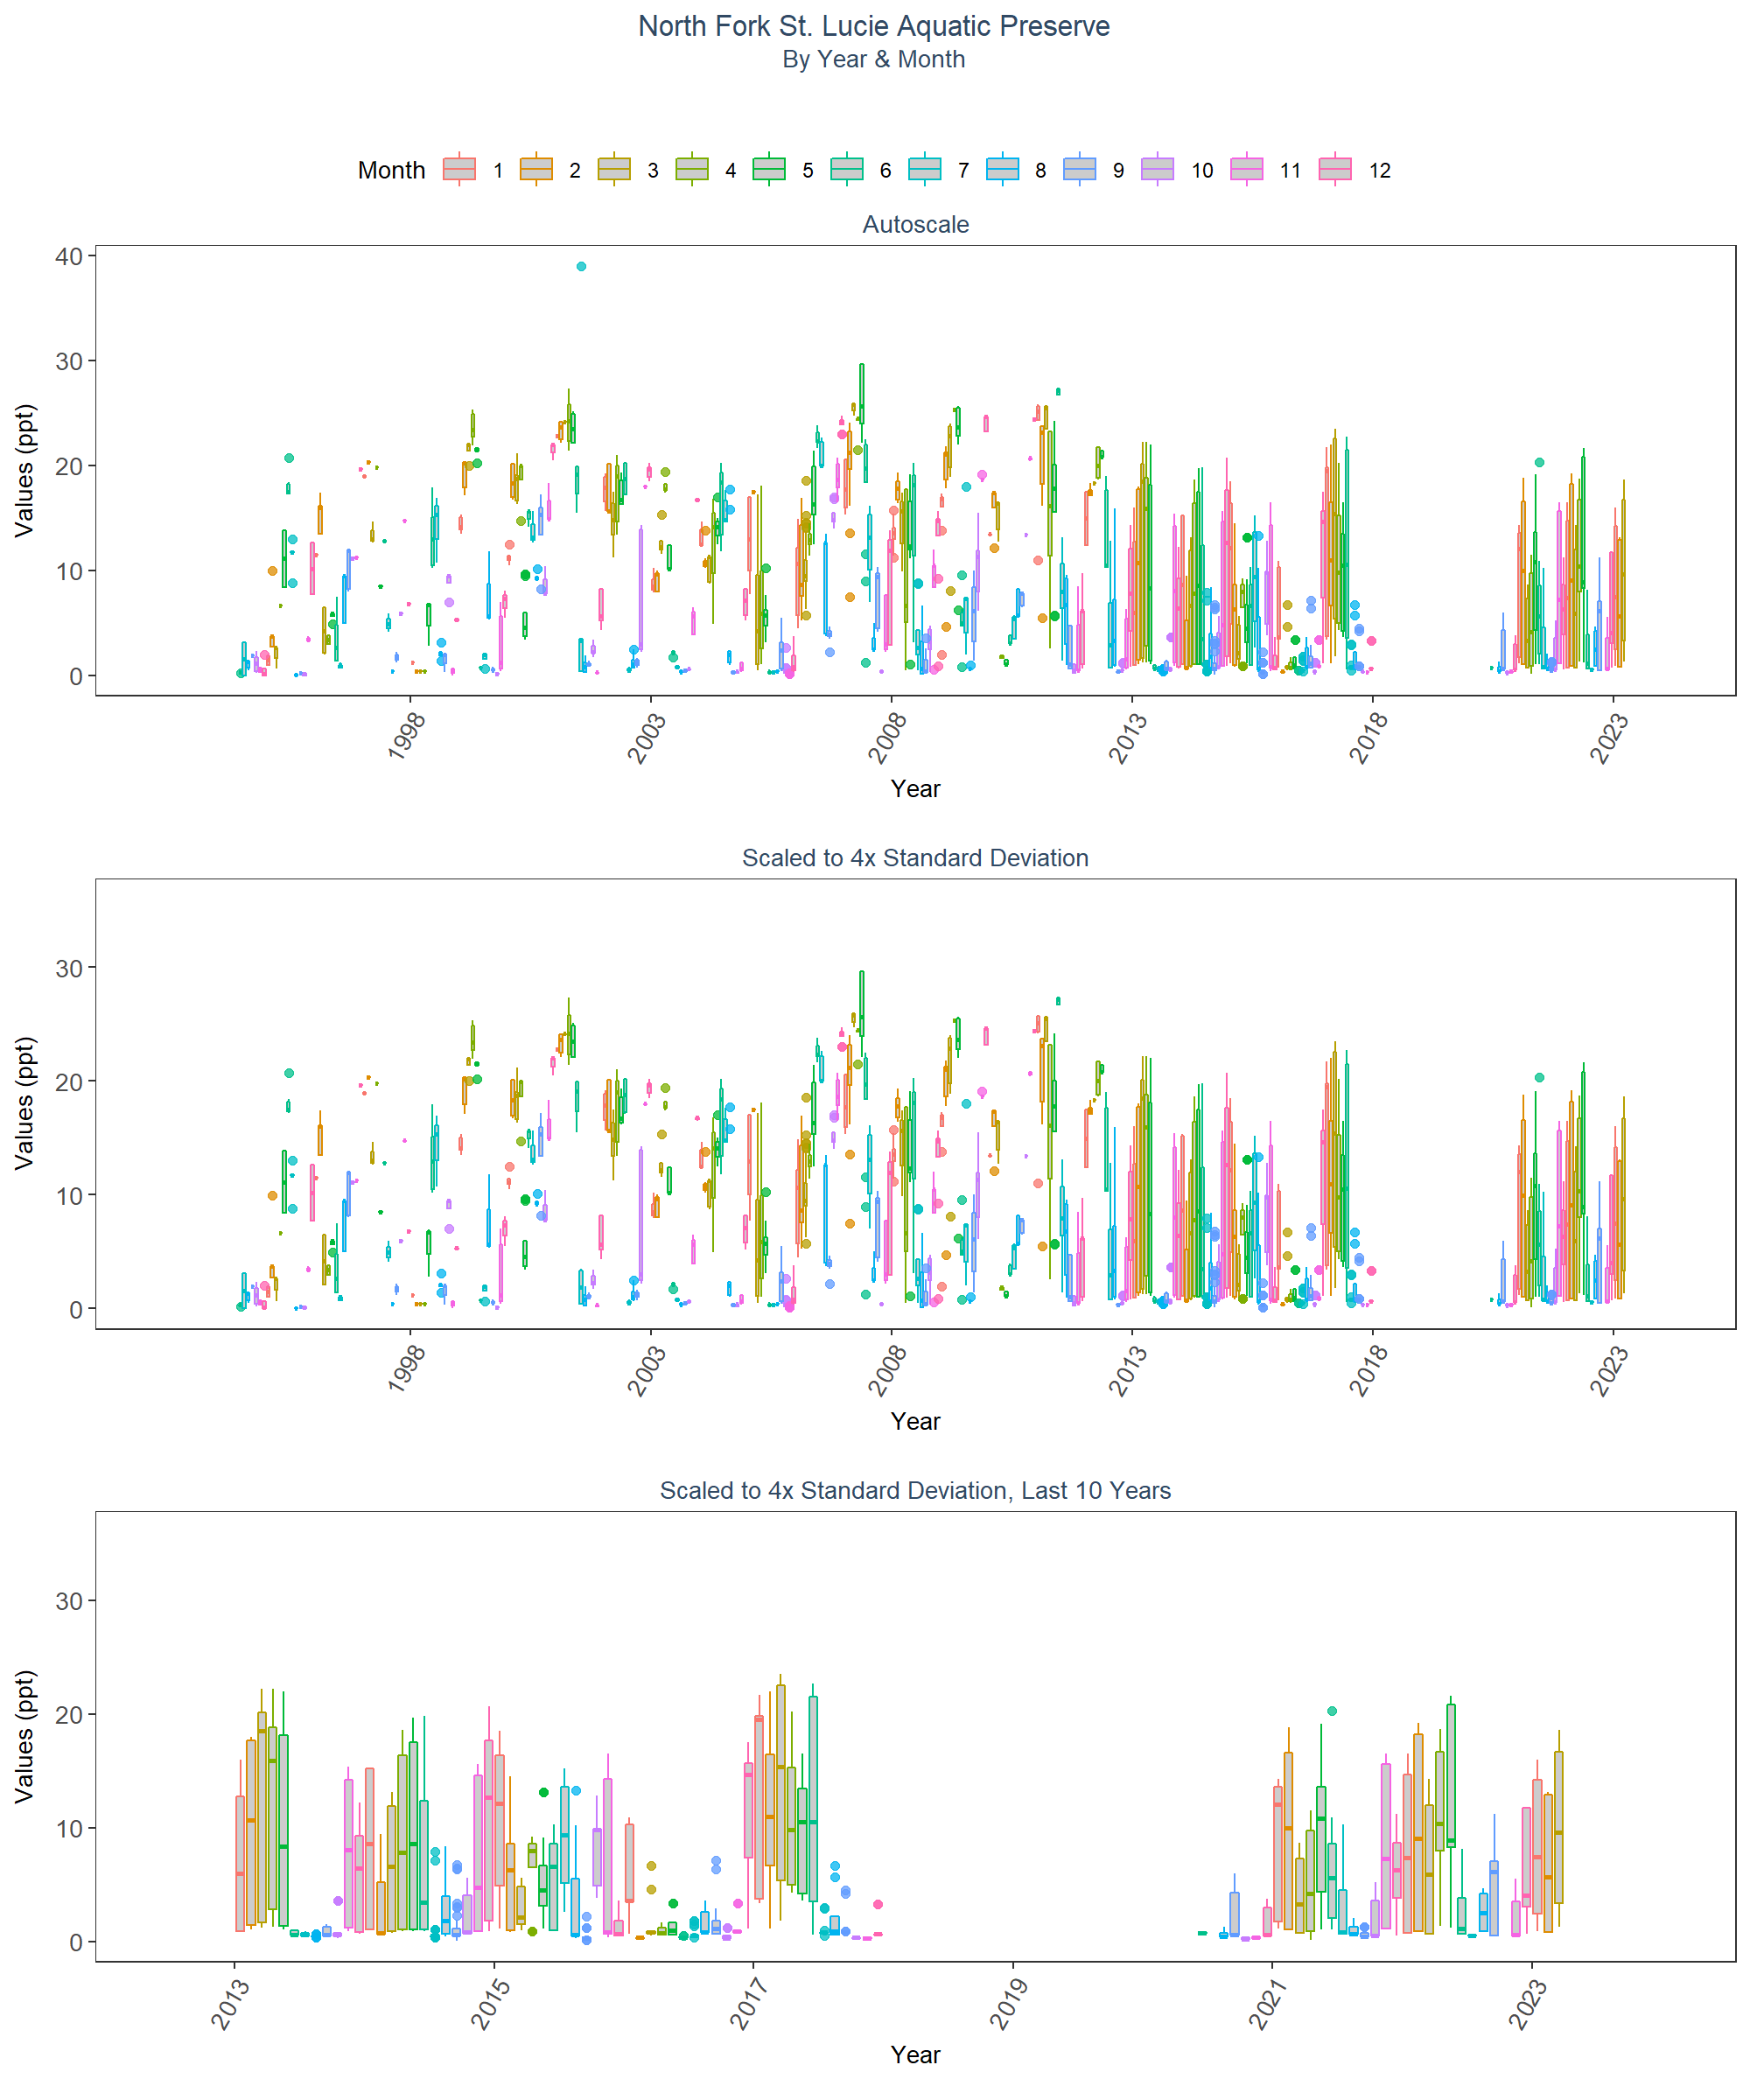 North Fork St. Lucie Aquatic Preserve
By Year & Month
Month 1 2 3 4 5 6 7 8 9 10 11 12
Autoscale
Values (ppt)
40
30
20
10
0
1998 2003 2008 2013 2018 2023
Year
Scaled to 4x Standard Deviation
Values (ppt)
30
20
10
0
1998 2003 2008 2013 2018 2023
Year
Scaled to 4x Standard Deviation, Last 10 Years
Values (ppt)
30
20
10
0
2013 2015 2017 2019 2021 2023
Year